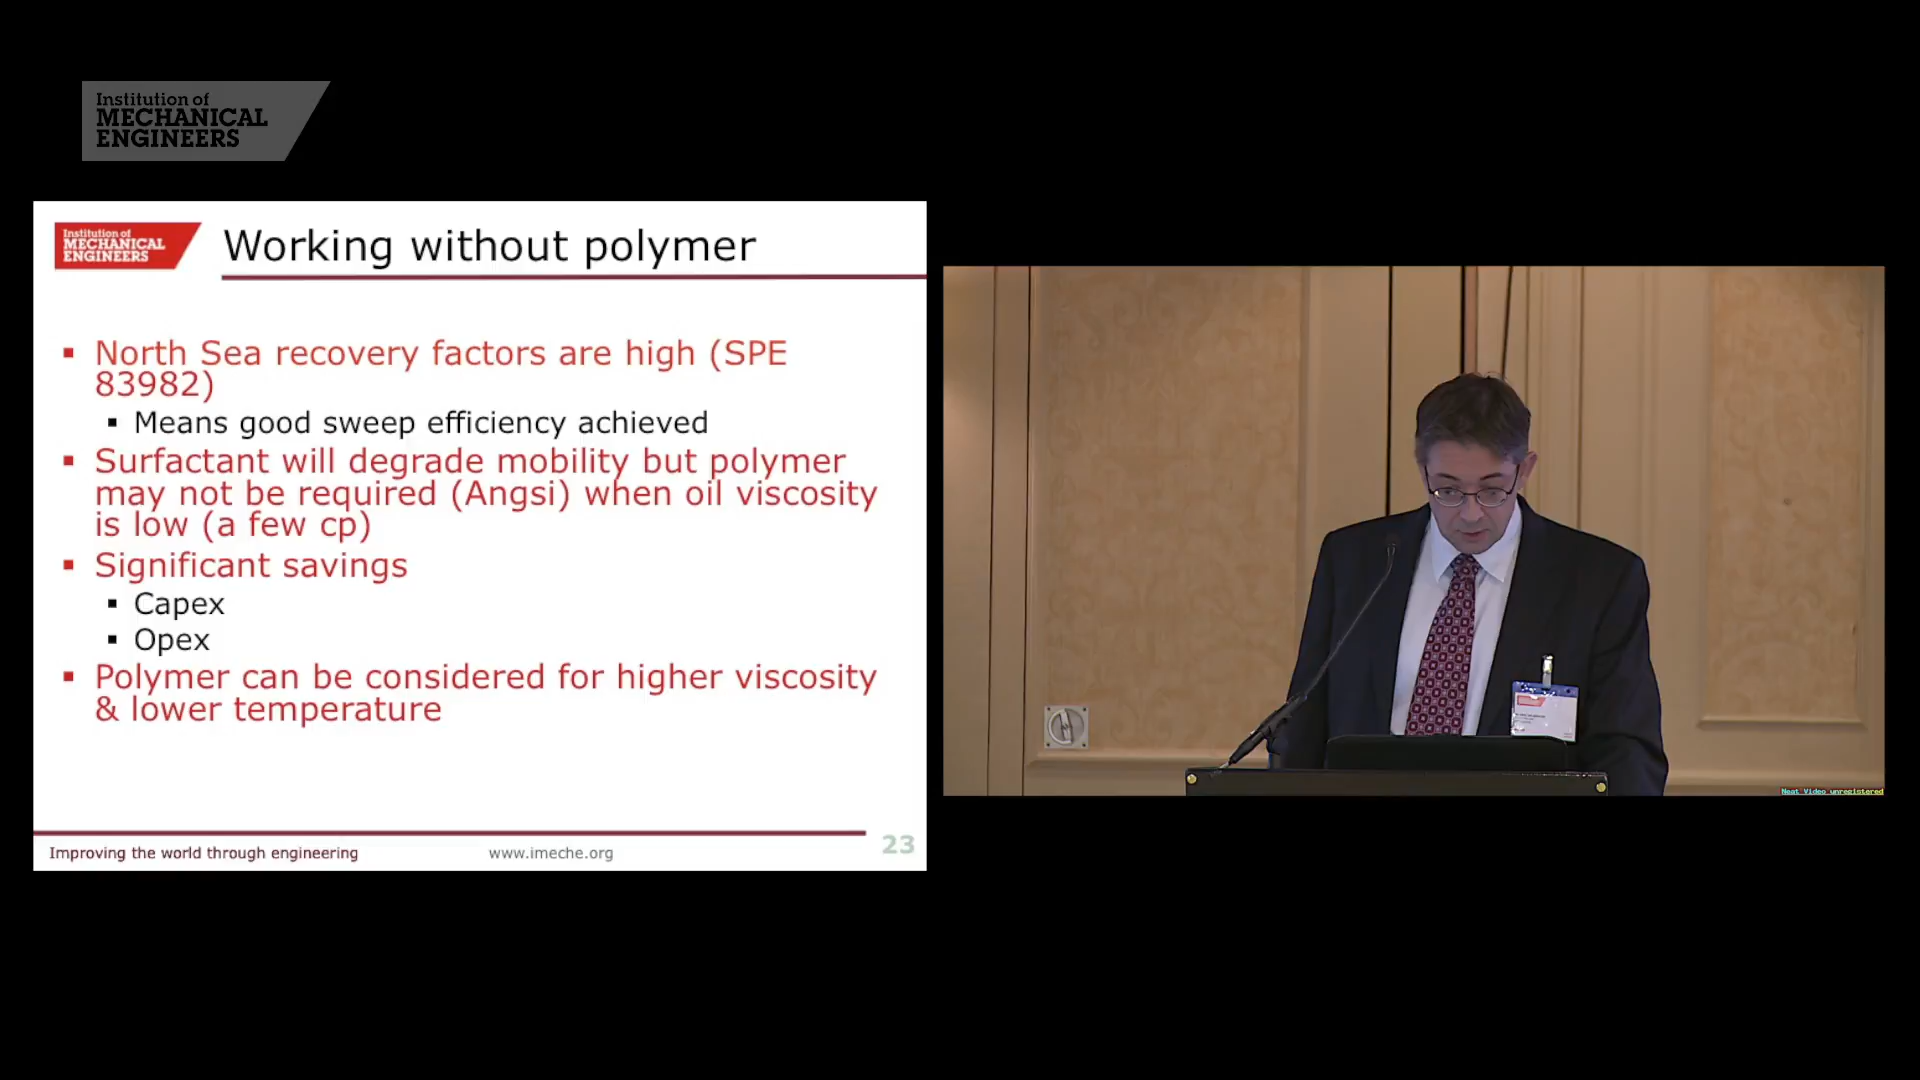 Institution of
MECHANICAL
ENGINEERS
Institution of
MECHANICAL
ENGINEERS
Working without polymer
▪ North Sea recovery factors are high (SPE
83982)
▪ Means good sweep efficiency achieved
▪ Surfactant will degrade mobility but polymer
may not be required (Angsi) when oil viscosity
is low (a few cp)
▪ Significant savings
▪ Capex
▪ Opex
▪ Polymer can be considered for higher viscosity
& lower temperature
Improving the world through engineering
www.imeche.org
23
Neat Video unregistered